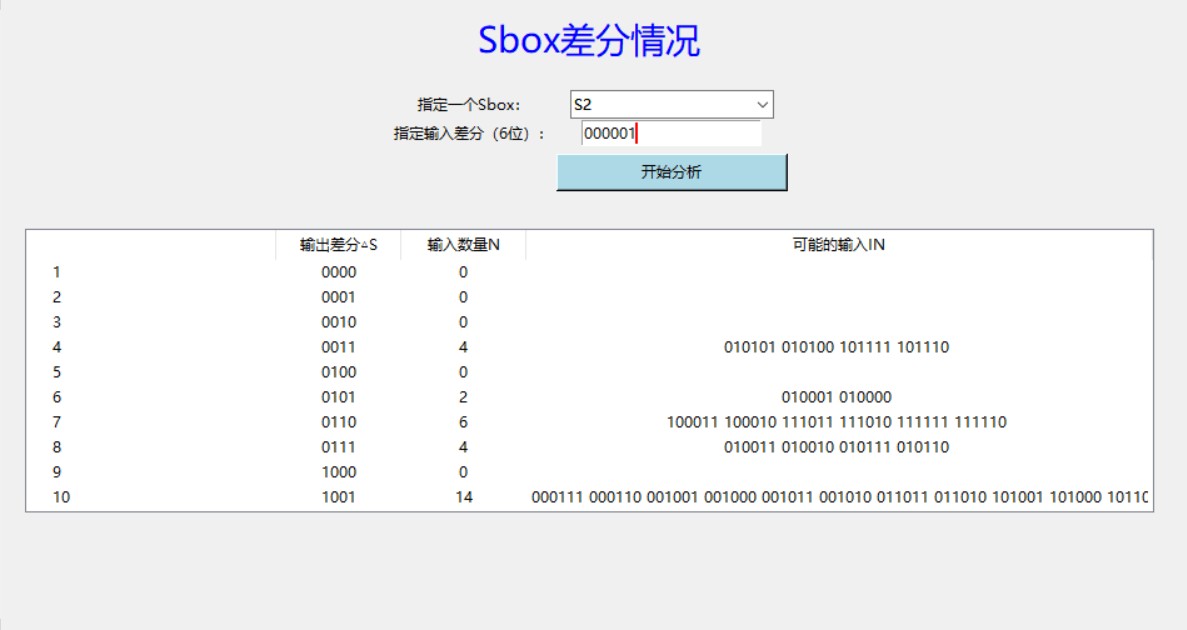 Sbox差分情况
指定一个Sbox： S2
指定输入差分（6位）： 000001
开始分析
输出差分△S 输入数量N 可能的输入IN
1 0000 0
2 0001 0
3 0010 0
4 0011 4 010101 010100 101111 101110
5 0100 0
6 0101 2 010001 010000
7 0110 6 100011 100010 111011 111010 111111 111110
8 0111 4 010011 010010 010111 010110
9 1000 0
10 1001 14 000111 000110 001001 001000 001011 001010 011011 011010 101001 101000 10110